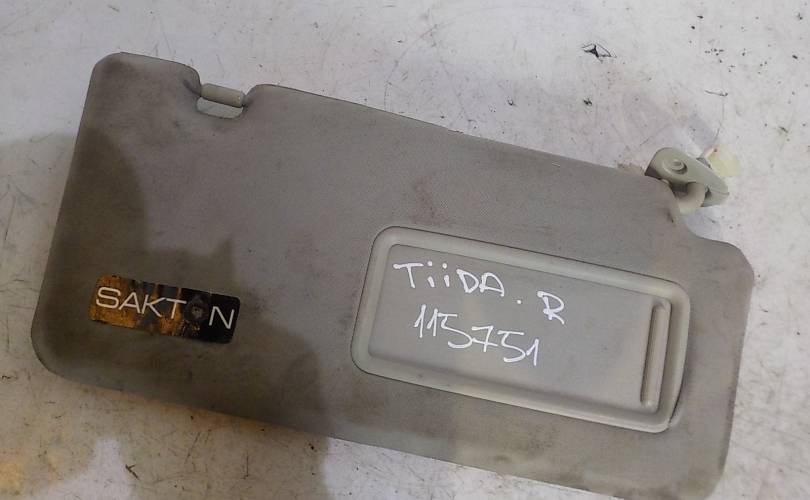 TiiDA. R
115751
SAKTON